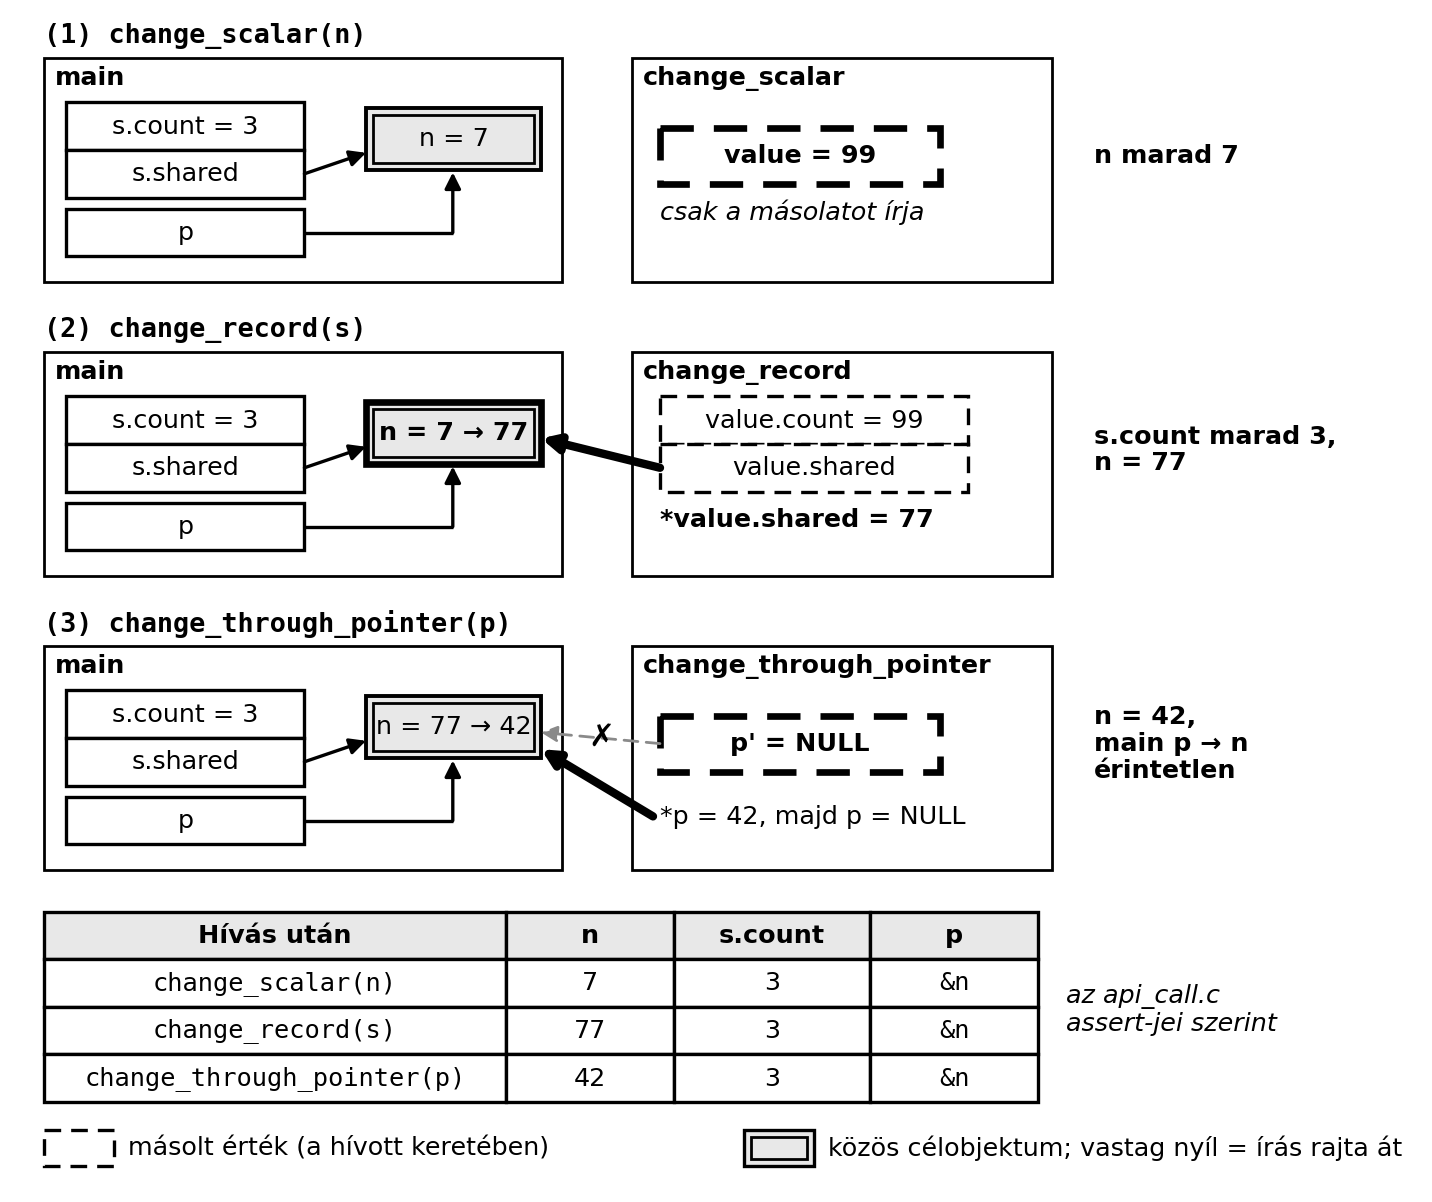 (1) change_scalar(n)
main
s.count = 3
s.shared
p
n = 7
change_scalar
value = 99
csak a másolatot írja
n marad 7
(2) change_record(s)
main
s.count = 3
s.shared
p
n = 7 → 77
change_record
value.count = 99
value.shared
*value.shared = 77
s.count marad 3,
n = 77
(3) change_through_pointer(p)
main
s.count = 3
s.shared
p
n = 77 → 42
✗
change_through_pointer
p' = NULL
*p = 42, majd p = NULL
n = 42,
main p → n
érintetlen
Hívás után n s.count p
change_scalar(n) 7 3 &n
change_record(s) 77 3 &n
change_through_pointer(p) 42 3 &n
az api_call.c
assert-jei szerint
másolt érték (a hívott keretében)
közös célobjektum; vastag nyíl = írás rajta át